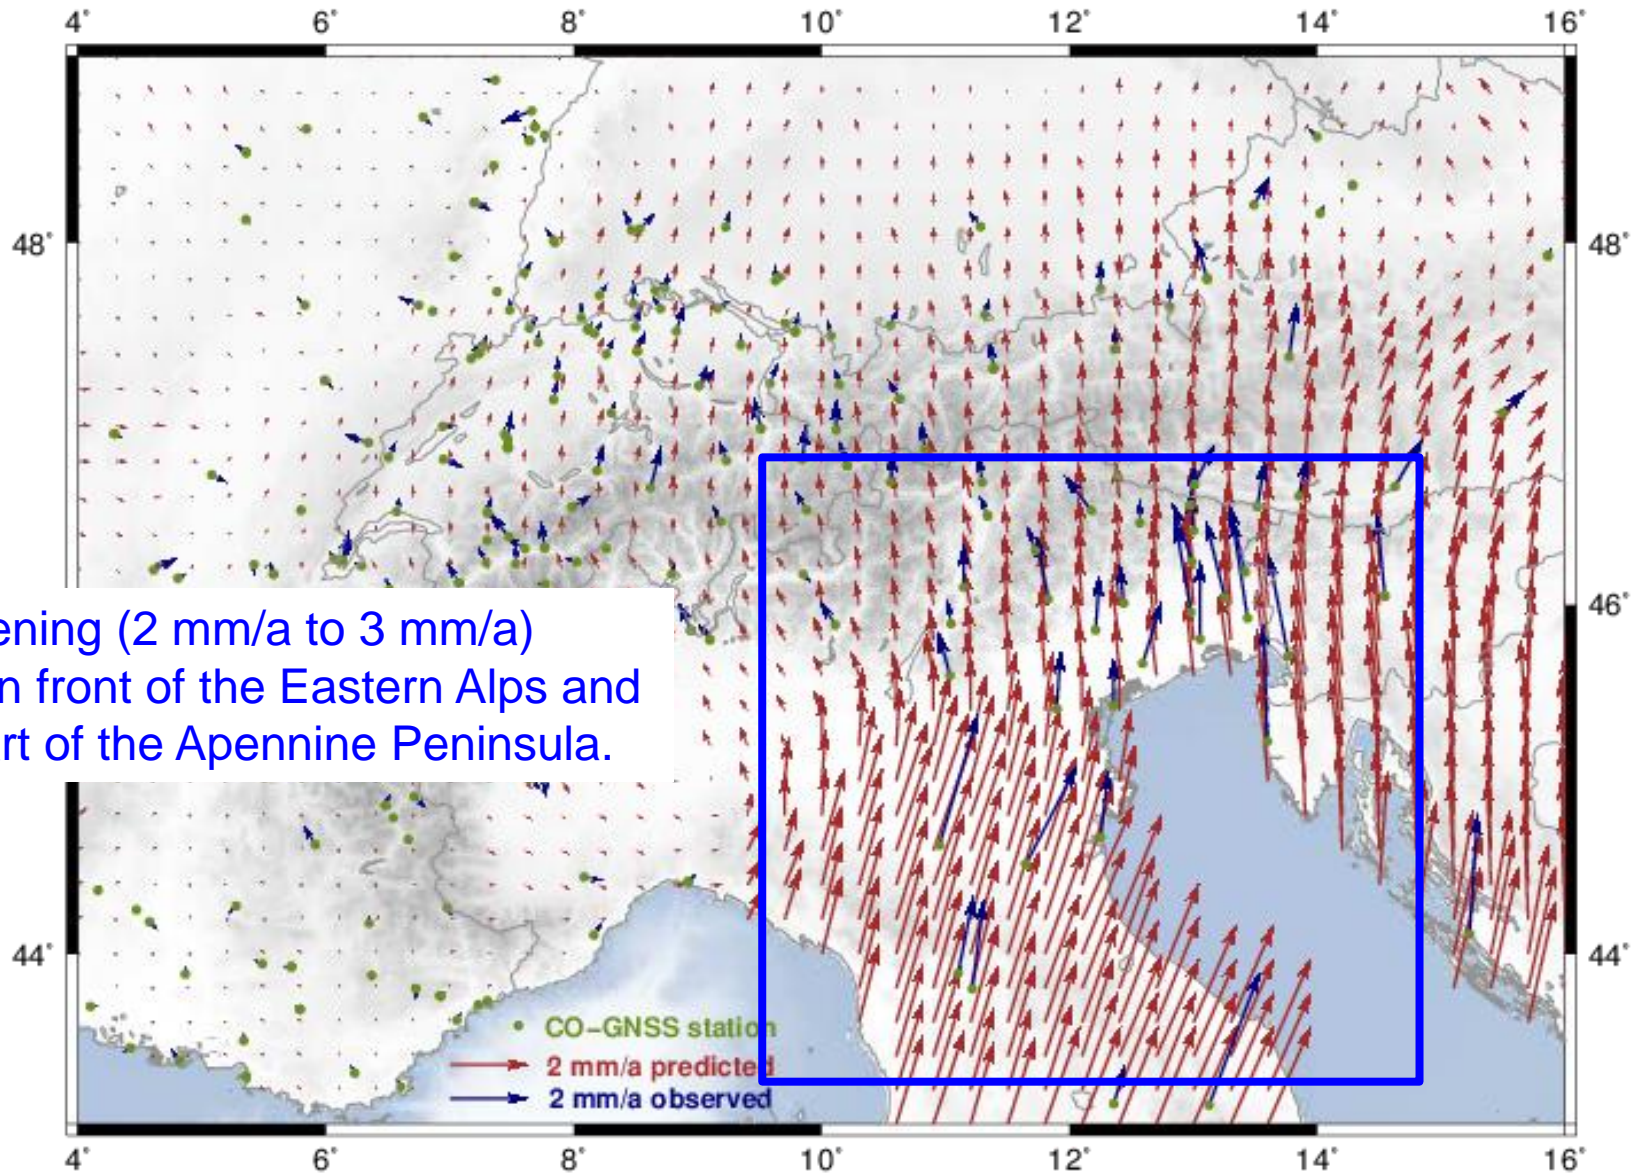 4° 6° 8° 10° 12° 14° 16°
48° 48°
46°
ening (2 mm/a to 3 mm/a)
n front of the Eastern Alps and
rt of the Apennine Peninsula.
44° 44°
CO-GNSS station
2 mm/a predicted
2 mm/a observed
4° 6° 8° 10° 12° 14° 16°